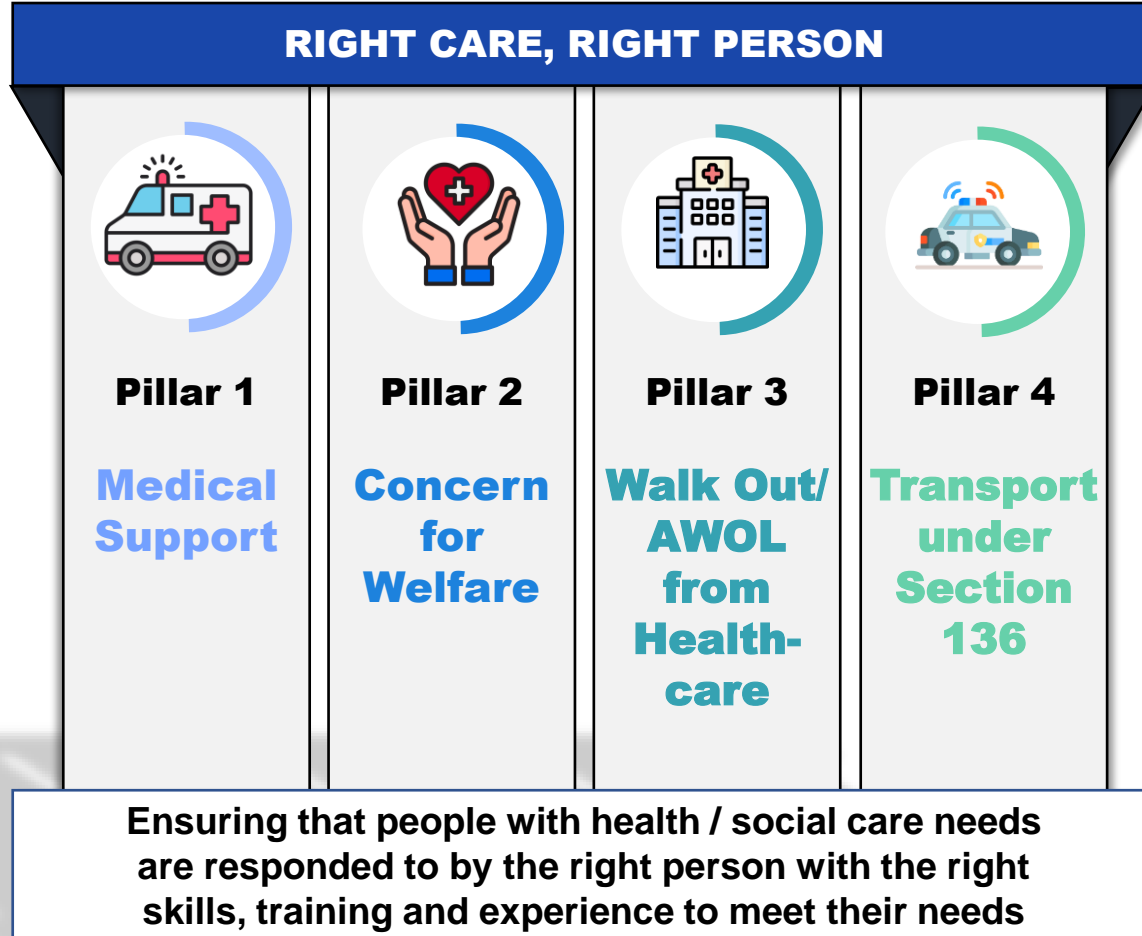 RIGHT CARE, RIGHT PERSON
Pillar 1
Medical
Support
Pillar 2
Concern
for
Welfare
Pillar 3
Walk Out/
AWOL
from
Health-
care
Pillar 4
Transport
under
Section
136
Ensuring that people with health / social care needs
are responded to by the right person with the right
skills, training and experience to meet their needs